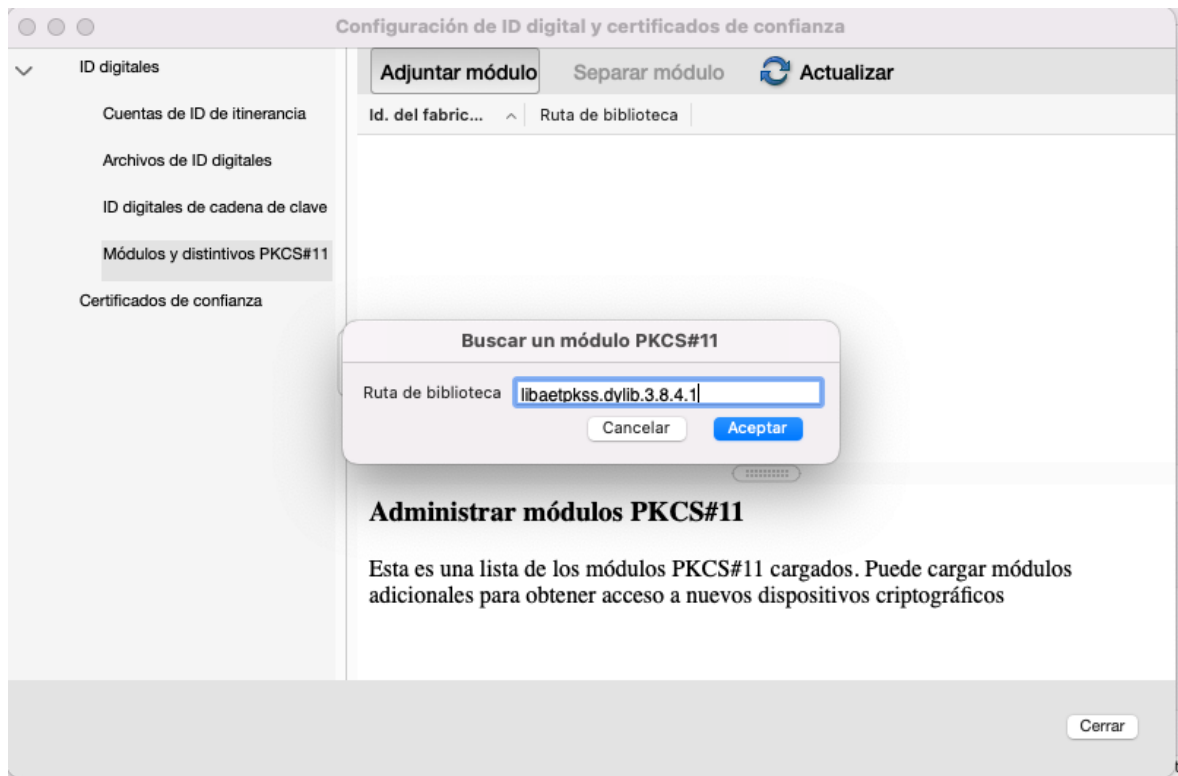 Configuración de ID digital y certificados de confianza
ID digitales
Cuentas de ID de itinerancia
Archivos de ID digitales
ID digitales de cadena de clave
Módulos y distintivos PKCS#11
Certificados de confianza
Adjuntar módulo Separar módulo Actualizar
Id. del fabric... Ruta de biblioteca
Buscar un módulo PKCS#11
Ruta de biblioteca libaetpkss.dylib.3.8.4.1
Cancelar Aceptar
Administrar módulos PKCS#11
Esta es una lista de los módulos PKCS#11 cargados. Puede cargar módulos
adicionales para obtener acceso a nuevos dispositivos criptográficos
Cerrar